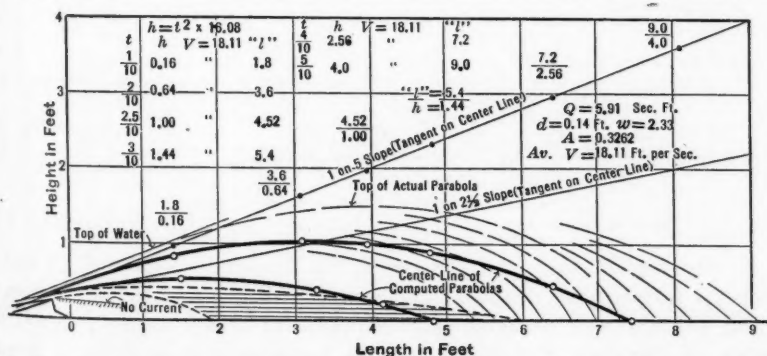 h=t² x 16.08
t h V=18.11 "l"
1/10 0.16 " 1.8
2/10 0.64 " 3.6
2.5/10 1.00 " 4.52
3/10 1.44 " 5.4
t h V=18.11 "l"
4/10 2.56 " 7.2
5/10 4.0 " 9.0
9.0/4.0
7.2/2.56
"l"=5.4
h=1.44
4.52/1.00
3.6/0.64
1.8/0.16
Q=5.91 Sec. Ft.
d=0.14 Ft. w=2.33
A=0.3262
Av. V=18.11 Ft. per Sec.
1 on 5 Slope(Tangent on Center Line)
1 on 2½ Slope(Tangent on Center Line)
Top of Actual Parabola
Top of Water
Center Line of
Computed Parabolas
No Current
Height in Feet
4
3
2
1
0 1 2 3 4 5 6 7 8 9
Length in Feet